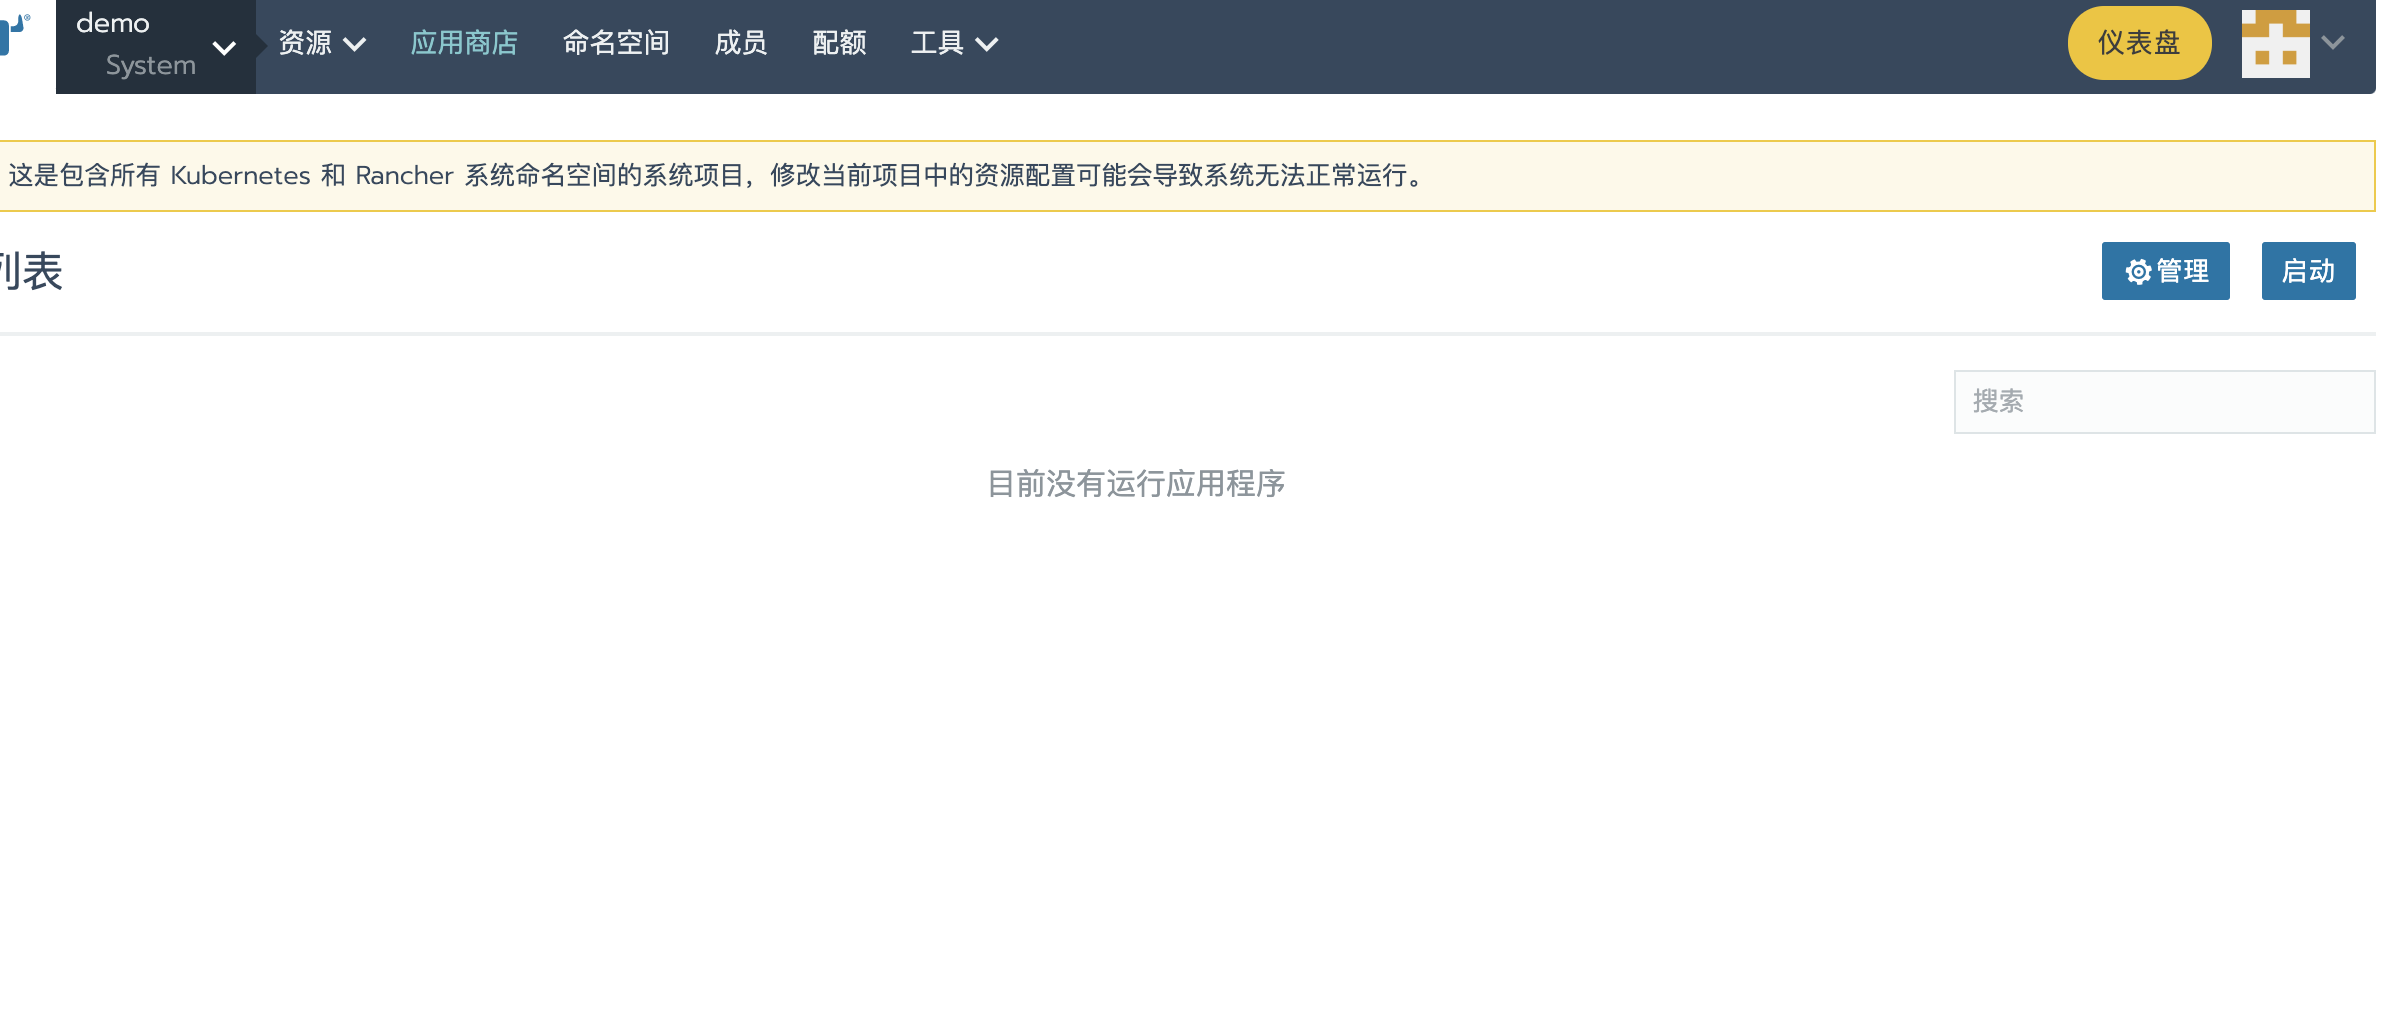 demo
System
资源
应用商店
命名空间
成员
配额
工具
仪表盘
这是包含所有 Kubernetes 和 Rancher 系统命名空间的系统项目，修改当前项目中的资源配置可能会导致系统无法正常运行。
列表
管理
启动
搜索
目前没有运行应用程序